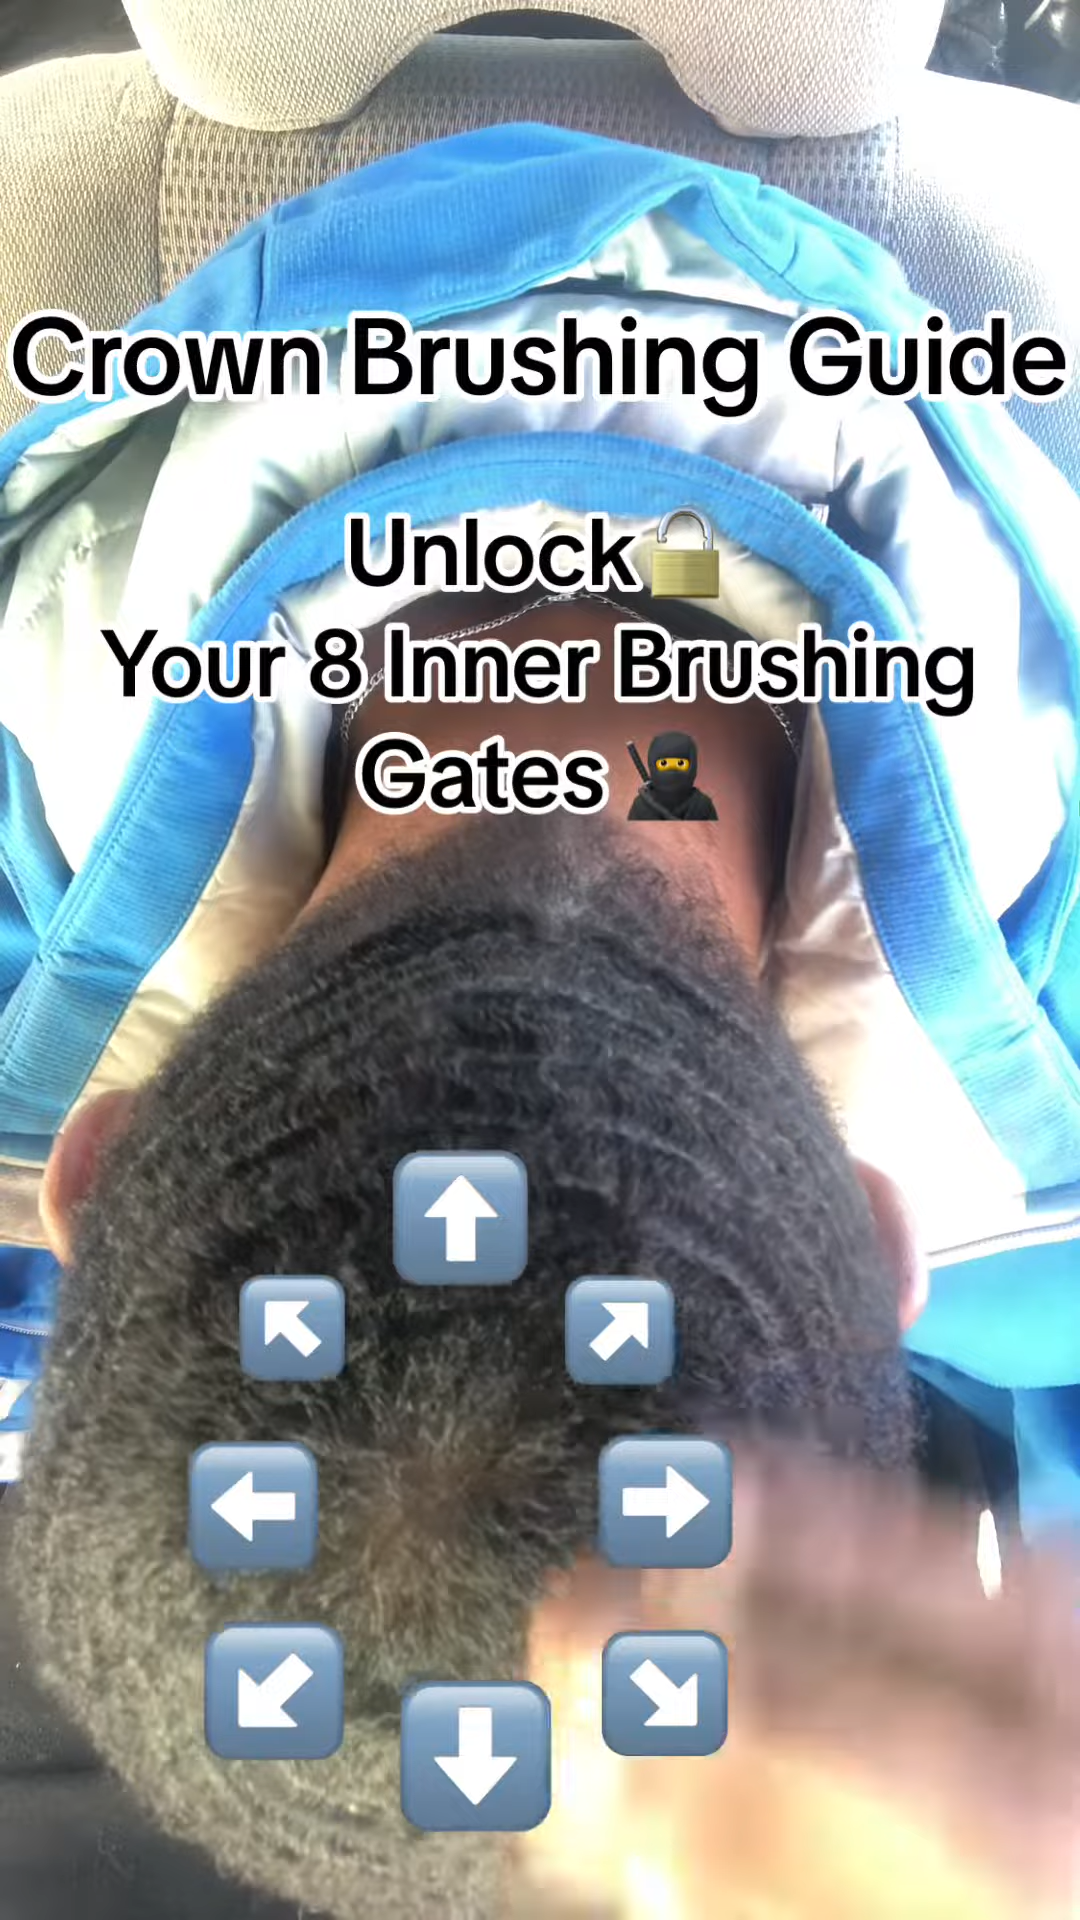 Crown Brushing Guide
Unlock🔓
Your 8 Inner Brushing
Gates🥷
⬆️
↖️ ↗️
⬅️ ➡️
↙️ ↘️
⬇️